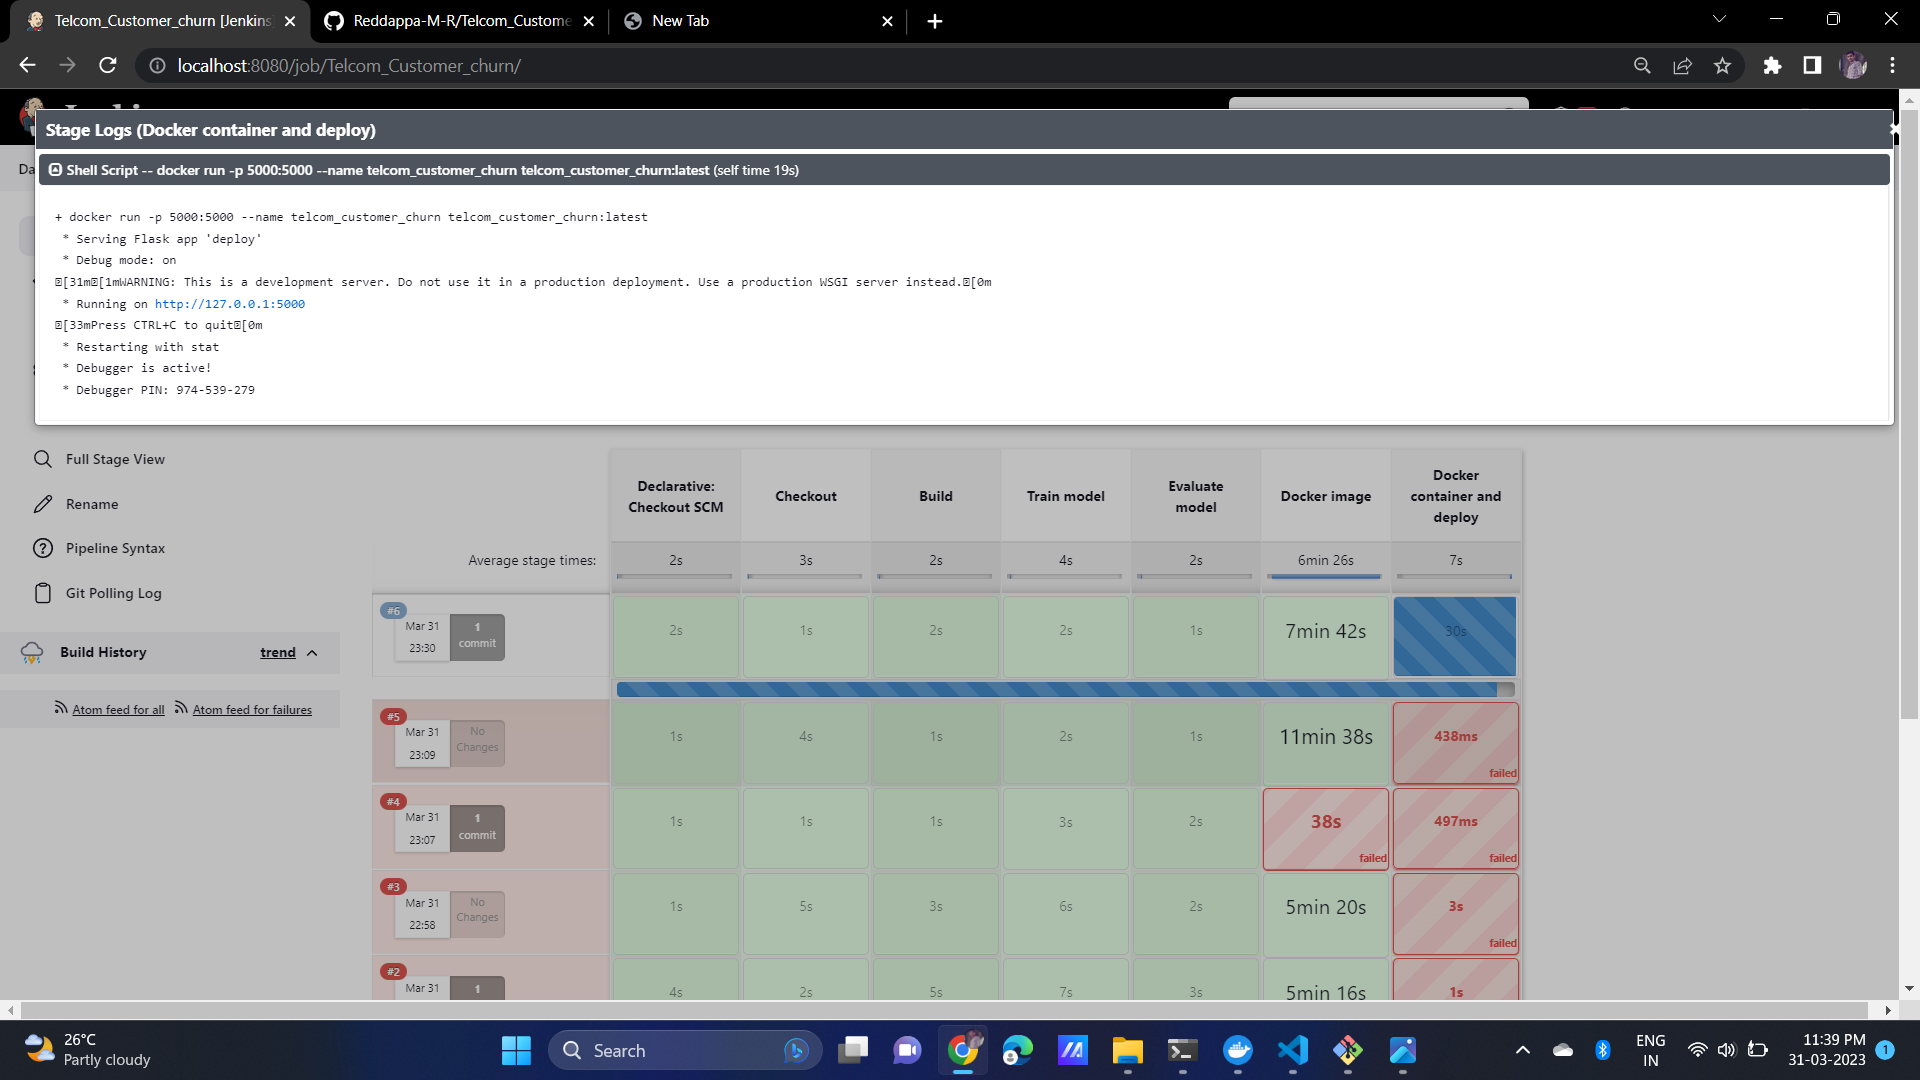 Telcom_Customer_churn [Jenkins
Reddappa-M-R/Telcom_Custome
New Tab
localhost:8080/job/Telcom_Customer_churn/
Da
Stage Logs (Docker container and deploy)
Shell Script -- docker run -p 5000:5000 --name telcom_customer_churn telcom_customer_churn:latest (self time 19s)
+ docker run -p 5000:5000 --name telcom_customer_churn telcom_customer_churn:latest
* Serving Flask app 'deploy'
* Debug mode: on
[31m[1mWARNING: This is a development server. Do not use it in a production deployment. Use a production WSGI server instead.[0m
* Running on http://127.0.0.1:5000
[33mPress CTRL+C to quit[0m
* Restarting with stat
* Debugger is active!
* Debugger PIN: 974-539-279
Full Stage View
Rename
Pipeline Syntax
Git Polling Log
Build History trend
Atom feed for all Atom feed for failures
Declarative: Checkout SCM
Checkout
Build
Train model
Evaluate model
Docker image
Docker container and deploy
Average stage times: 2s 3s 2s 4s 2s 6min 26s 7s
#6
Mar 31
23:30
1
commit
2s 1s 2s 2s 1s 7min 42s 30s
#5
Mar 31
23:09
No
Changes
1s 4s 1s 2s 1s 11min 38s 438ms
failed
#4
Mar 31
23:07
1
commit
1s 1s 1s 3s 2s 38s 497ms
failed failed
#3
Mar 31
22:58
No
Changes
1s 5s 3s 6s 2s 5min 20s 3s
failed
#2
Mar 31
1
4s 2s 5s 7s 3s 5min 16s 1s
26°C
Partly cloudy
Search
ENG
IN
11:39 PM
31-03-2023
1